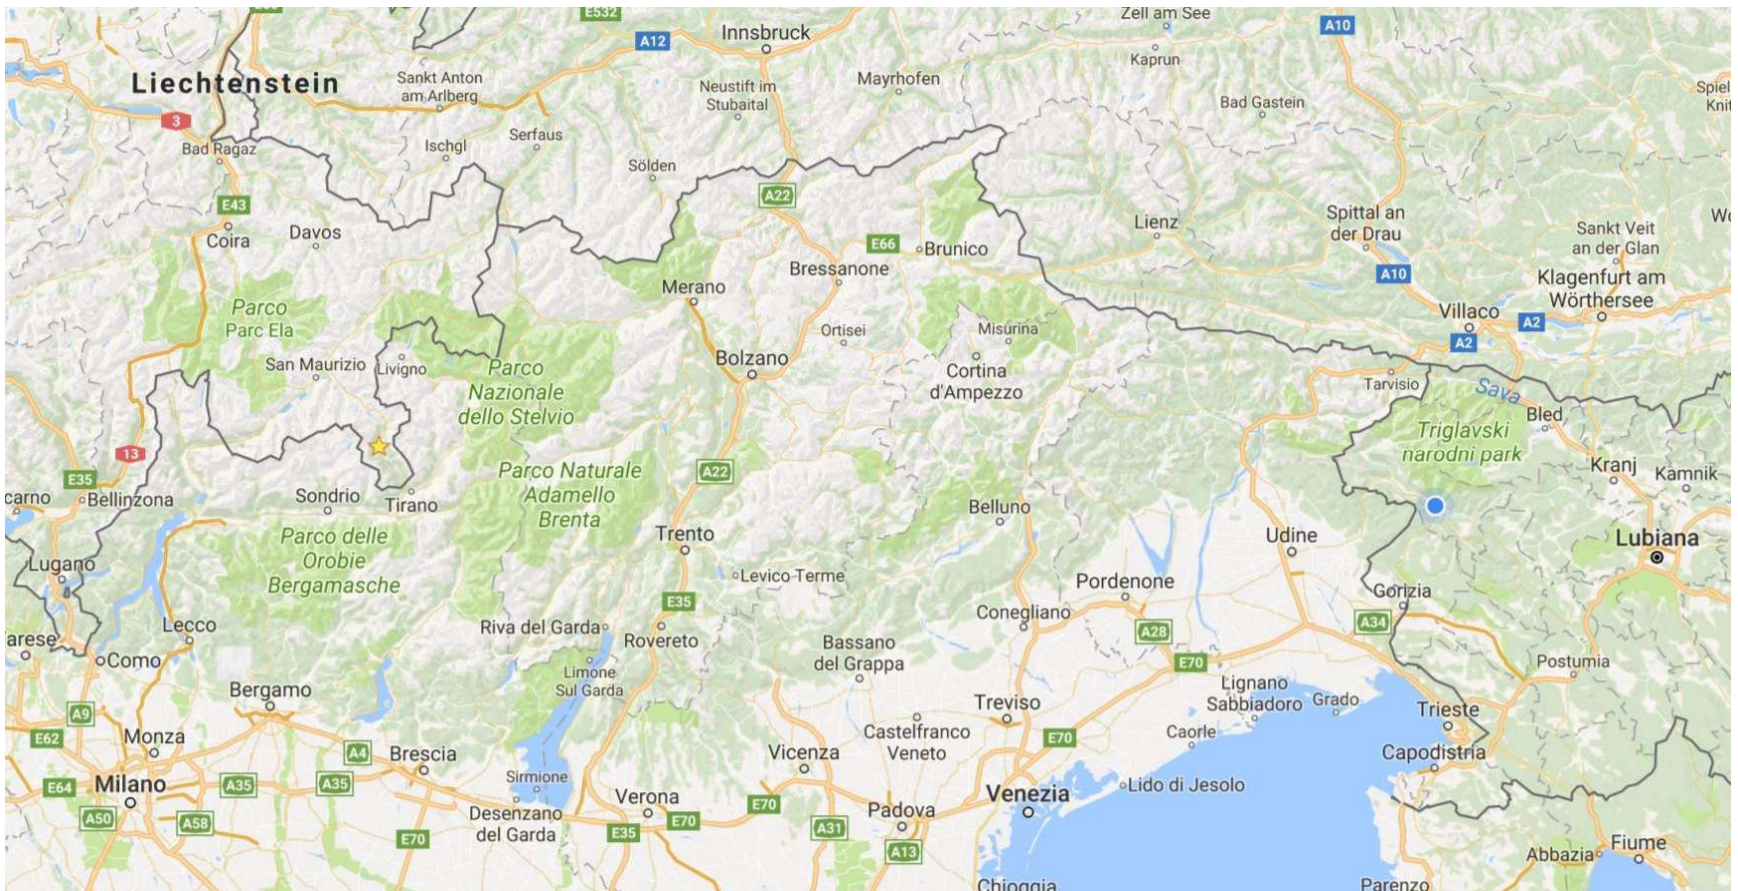 E532
Innsbruck
Zell am See
A10
A12
Kaprun
Liechtenstein
Sankt Anton
am Arlberg
Neustift im
Stubaital
Mayrhofen
Bad Gastein
3
Bad Ragaz
Ischgl
Serfaus
Sölden
A22
E43
Coira
Davos
E66
Brunico
Bressanone
Lienz
Spittal an
der Drau
Sankt Veit
an der Glan
A10
Klagenfurt am
Wörthersee
Parco
Parc Ela
Merano
Ortisei
Misurina
Villaco
A2
A2
San Maurizio
Livigno
Parco
Nazionale
dello Stelvio
Bolzano
Cortina
d'Ampezzo
Tarvisio
Sava
Bled
Triglavski
narodni park
13
E35
carno
Bellinzona
Sondrio
Tirano
Parco Naturale
Adamello
Brenta
A22
Kranj
Kamnik
Belluno
Parco delle
Orobie
Bergamasche
Trento
Udine
Lubiana
Lugano
Levico Terme
Pordenone
Gorizia
E35
Conegliano
A28
A34
Lecco
arese
Como
Riva del Garda
Rovereto
Bassano
del Grappa
E70
Postumia
Limone
Sul Garda
Bergamo
Treviso
Lignano
Sabbiadoro
Grado
Trieste
A9
E62
Monza
A4
Brescia
Castelfranco
Veneto
Vicenza
E70
Caorle
Capodistria
Milano
E64
A35
A35
Sirmione
Verona
Venezia
Lido di Jesolo
A50
A58
Desenzano
del Garda
E70
E70
E35
E70
Padova
A31
A13
Fiume
Abbazia
Chioggia
Parenzo